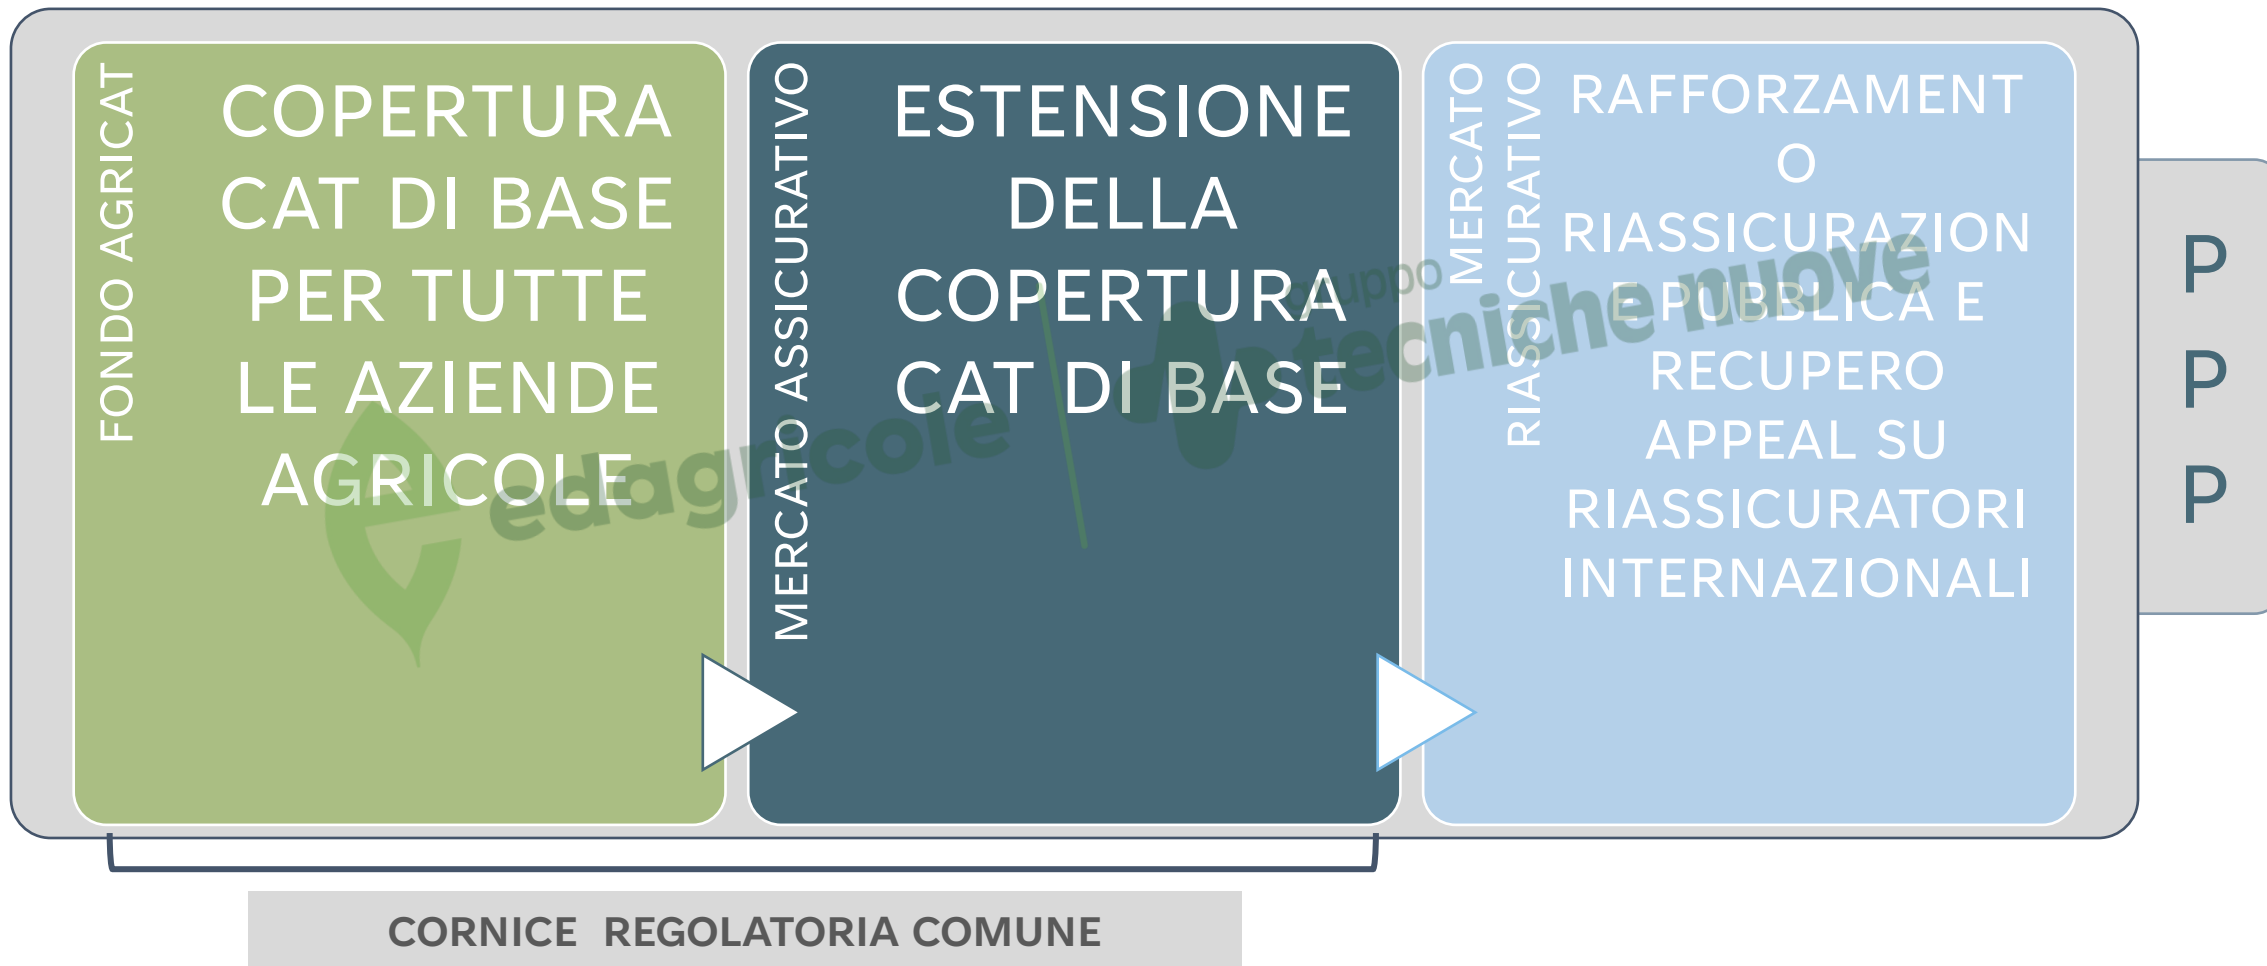 FONDO AGRICAT
COPERTURA
CAT DI BASE
PER TUTTE
LE AZIENDE
AGRICOLE
MERCATO ASSICURATIVO
ESTENSIONE
DELLA
COPERTURA
CAT DI BASE
MERCATO
RIASSICURATIVO
RAFFORZAMENT
O
RIASSICURAZION
E PUBBLICA E
RECUPERO
APPEAL SU
RIASSICURATORI
INTERNAZIONALI
P
P
P
edagricole
gruppo
tecniche nuove
CORNICE REGOLATORIA COMUNE